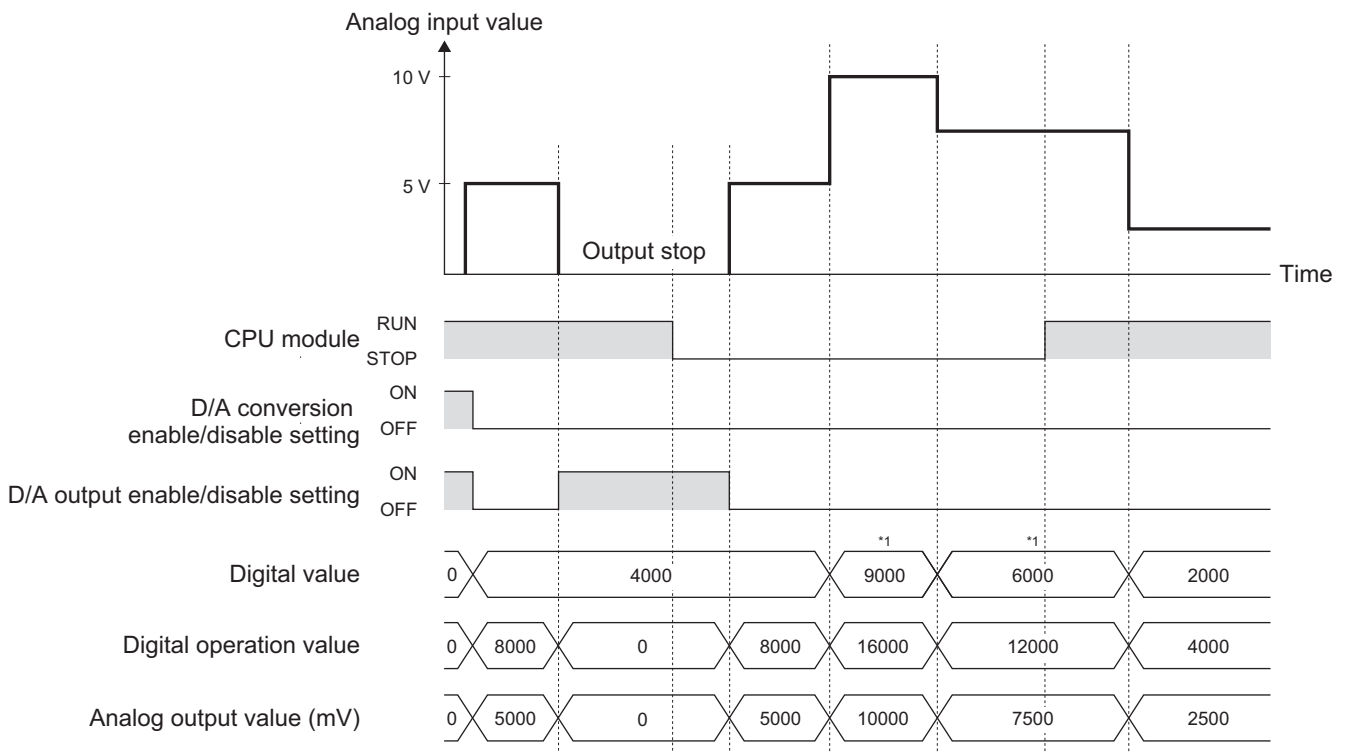 Analog input value
10 V
5 V
Output stop
Time
CPU module
RUN
STOP
D/A conversion
enable/disable setting
ON
OFF
D/A output enable/disable setting
ON
OFF
*1 *1
Digital value 0 4000 9000 6000 2000
Digital operation value 0 8000 0 8000 16000 12000 4000
Analog output value (mV) 0 5000 0 5000 10000 7500 2500